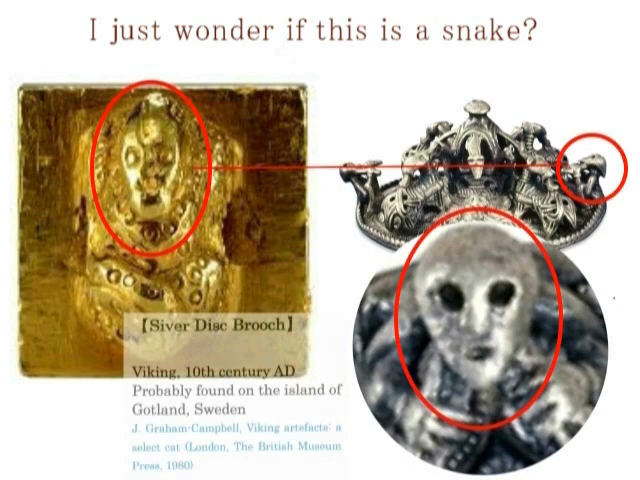 I just wonder if this is a snake?
【Siver Disc Brooch】
Viking, 10th century AD
Probably found on the island of
Gotland, Sweden
J. Graham-Campbell, Viking artefacts: a
select cat (London, The British Museum
Press, 1980)